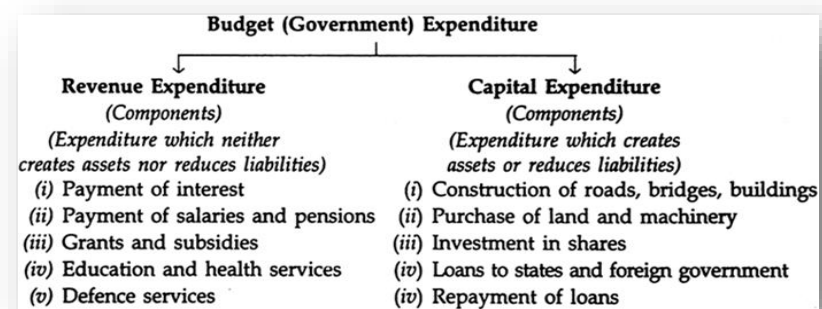 Budget (Government) Expenditure
Revenue Expenditure
(Components)
(Expenditure which neither
creates assets nor reduces liabilities)
(i) Payment of interest
(ii) Payment of salaries and pensions
(iii) Grants and subsidies
(iv) Education and health services
(v) Defence services
Capital Expenditure
(Components)
(Expenditure which creates
assets or reduces liabilities)
(i) Construction of roads, bridges, buildings
(ii) Purchase of land and machinery
(iii) Investment in shares
(iv) Loans to states and foreign government
(iv) Repayment of loans